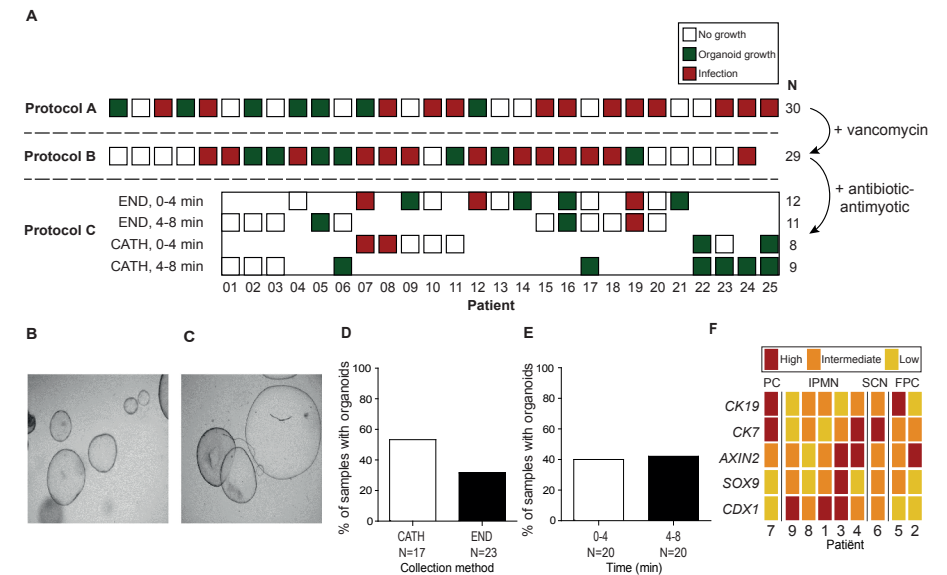 A
No growth
Organoid growth
Infection
N
Protocol A
30
+ vancomycin
Protocol B
29
+ antibiotic-
antimyotic
Protocol C
END, 0-4 min
12
END, 4-8 min
11
CATH, 0-4 min
8
CATH, 4-8 min
9
01 02 03 04 05 06 07 08 09 10 11 12 13 14 15 16 17 18 19 20 21 22 23 24 25
Patient
B
C
D
% of samples with organoids
100
80
60
40
20
0
CATH END
N=17 N=23
Collection method
E
% of samples with organoids
100
80
60
40
20
0
0-4 4-8
N=20 N=20
Time (min)
F
High Intermediate Low
PC IPMN SCN FPC
CK19
CK7
AXIN2
SOX9
CDX1
7 9 8 1 3 4 6 5 2
Patient